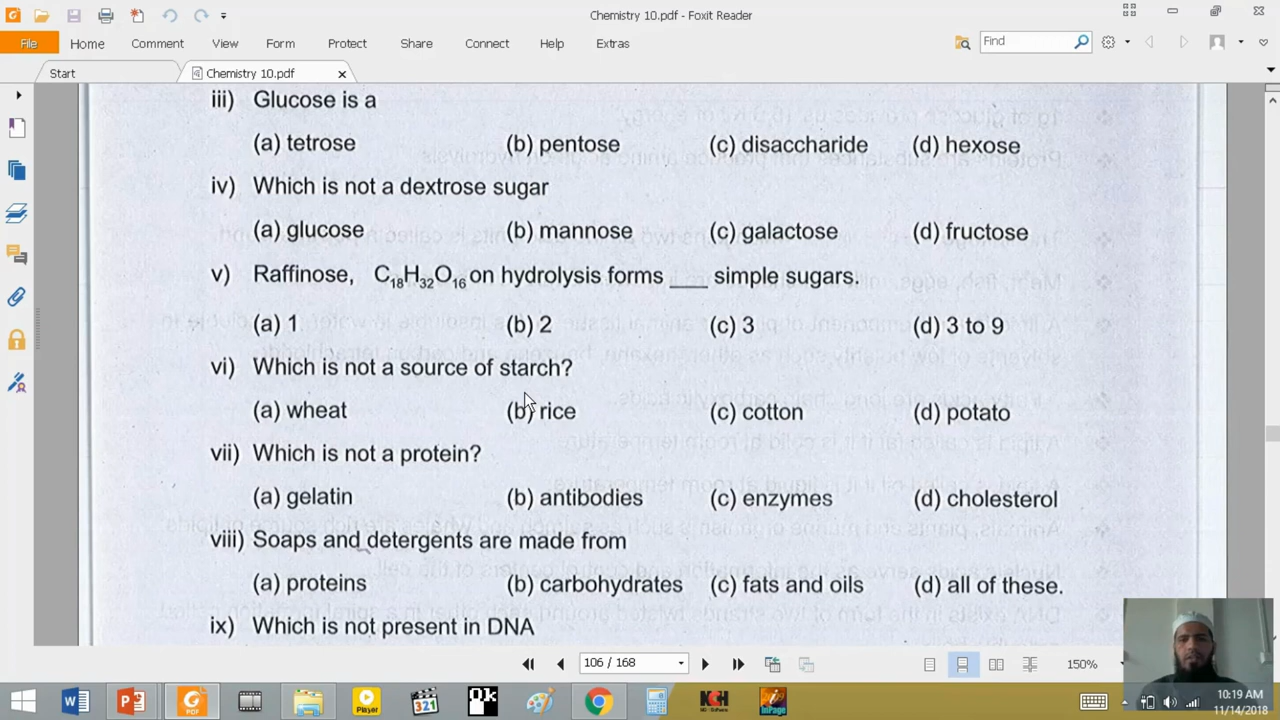 Chemistry 10.pdf - Foxit Reader
File Home Comment View Form Protect Share Connect Help Extras Find
Start Chemistry 10.pdf
iii) Glucose is a
(a) tetrose (b) pentose (c) disaccharide (d) hexose
iv) Which is not a dextrose sugar
(a) glucose (b) mannose (c) galactose (d) fructose
v) Raffinose, C₁₈H₃₂O₁₆ on hydrolysis forms ___ simple sugars.
(a) 1 (b) 2 (c) 3 (d) 3 to 9
vi) Which is not a source of starch?
(a) wheat (b) rice (c) cotton (d) potato
vii) Which is not a protein?
(a) gelatin (b) antibodies (c) enzymes (d) cholesterol
viii) Soaps and detergents are made from
(a) proteins (b) carbohydrates (c) fats and oils (d) all of these.
ix) Which is not present in DNA
106 / 168 150%
Player 321 NCH InPage
10:19 AM
11/14/2018